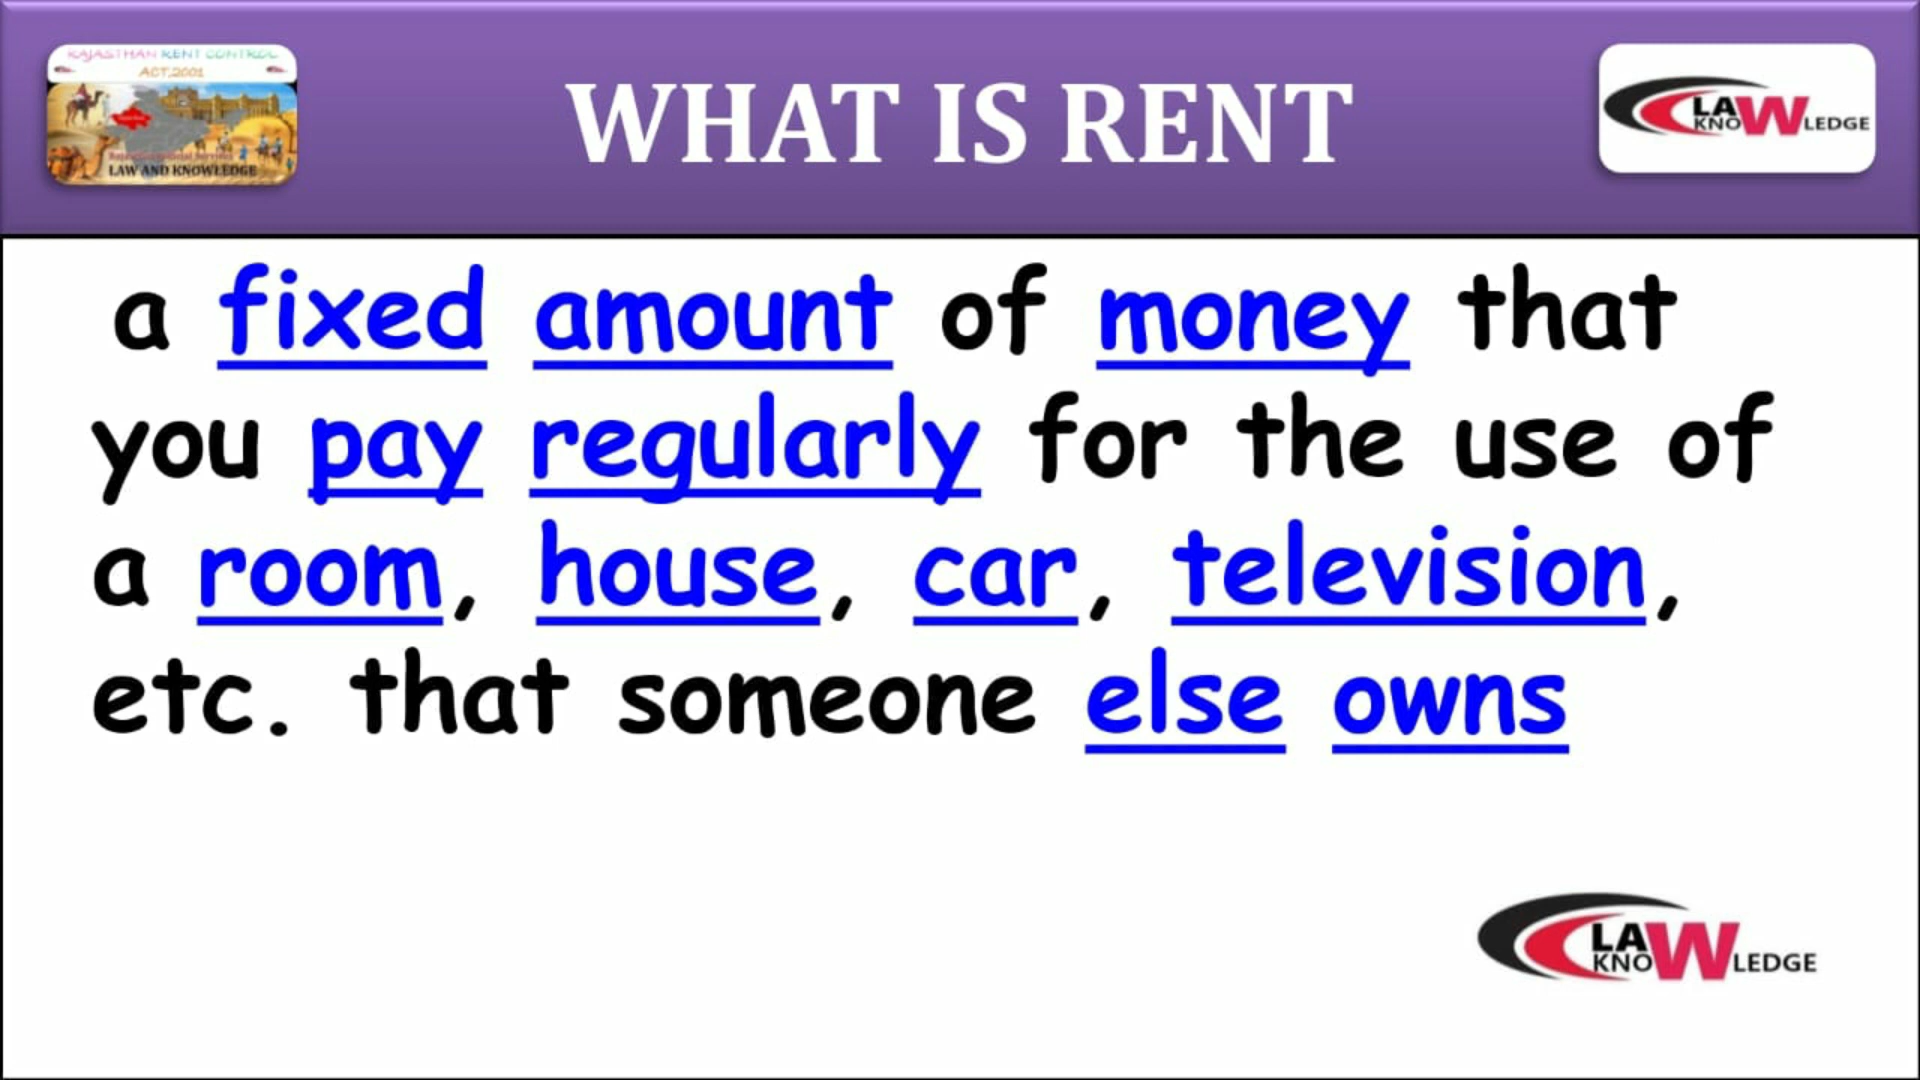 RAJASTHAN RENT CONTROL
ACT,2001
LAW AND KNOWLEDGE
WHAT IS RENT
LAW
KNOWLEDGE
a fixed amount of money that
you pay regularly for the use of
a room, house, car, television,
etc. that someone else owns
LAW
KNOWLEDGE